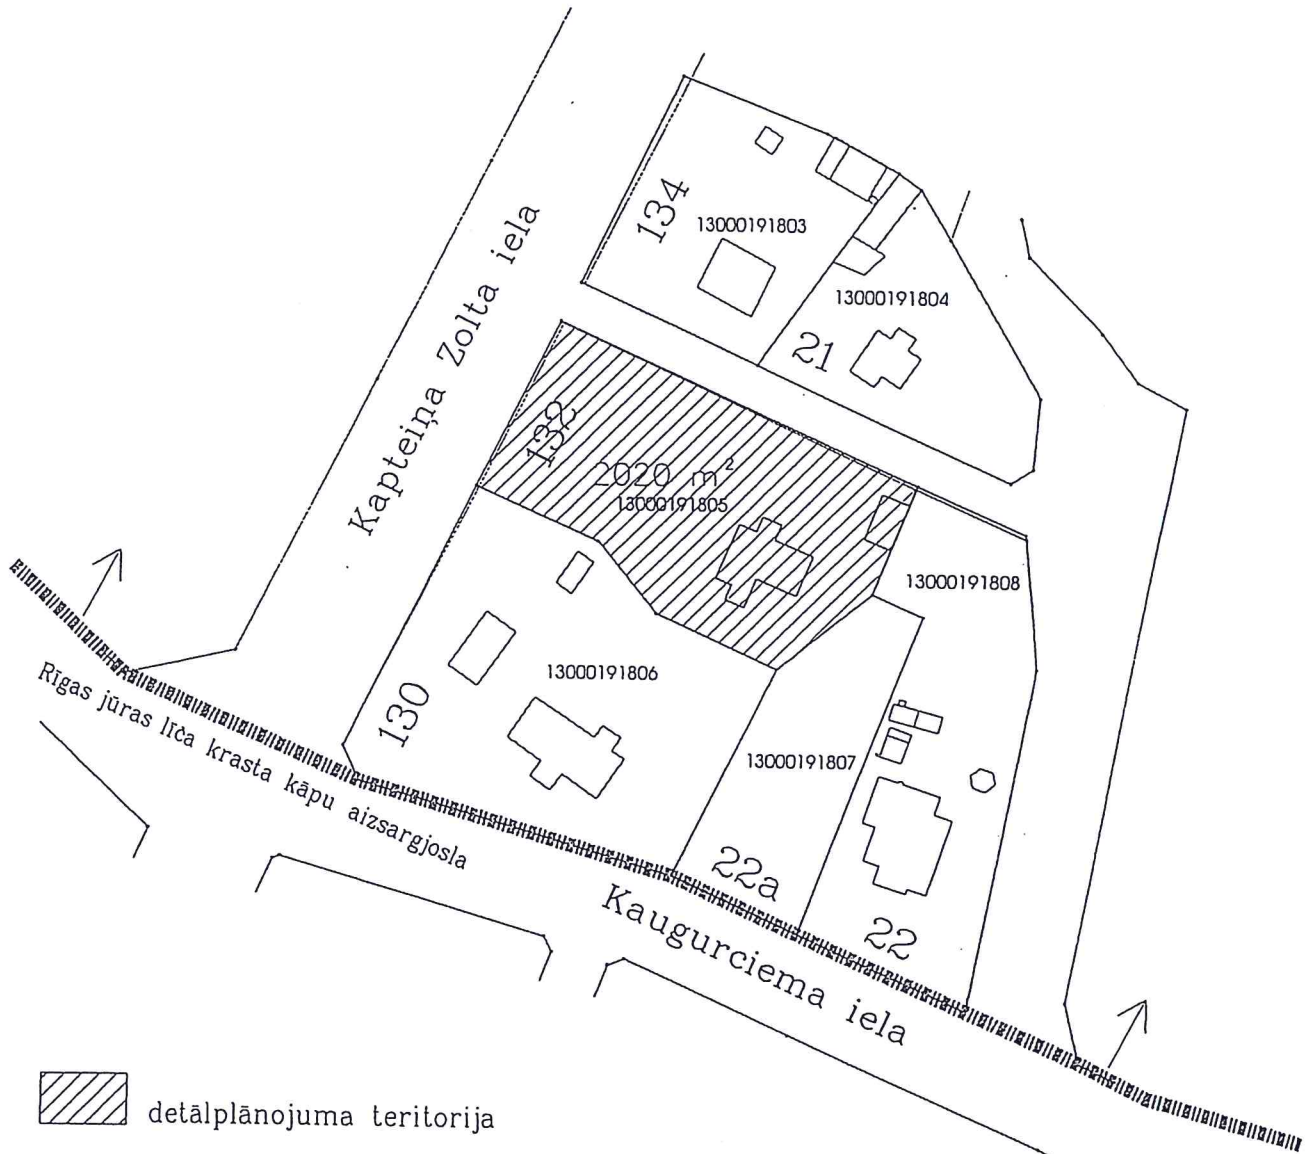 134
13000191803
Kapteiņa Zolta iela
13000191804
21
132
2020 m²
13000191805
13000191808
13000191806
130
Rīgas jūras līča krasta kāpu aizsargjosla
13000191807
22a
22
Kaugurciema iela
detālplānojuma teritorija